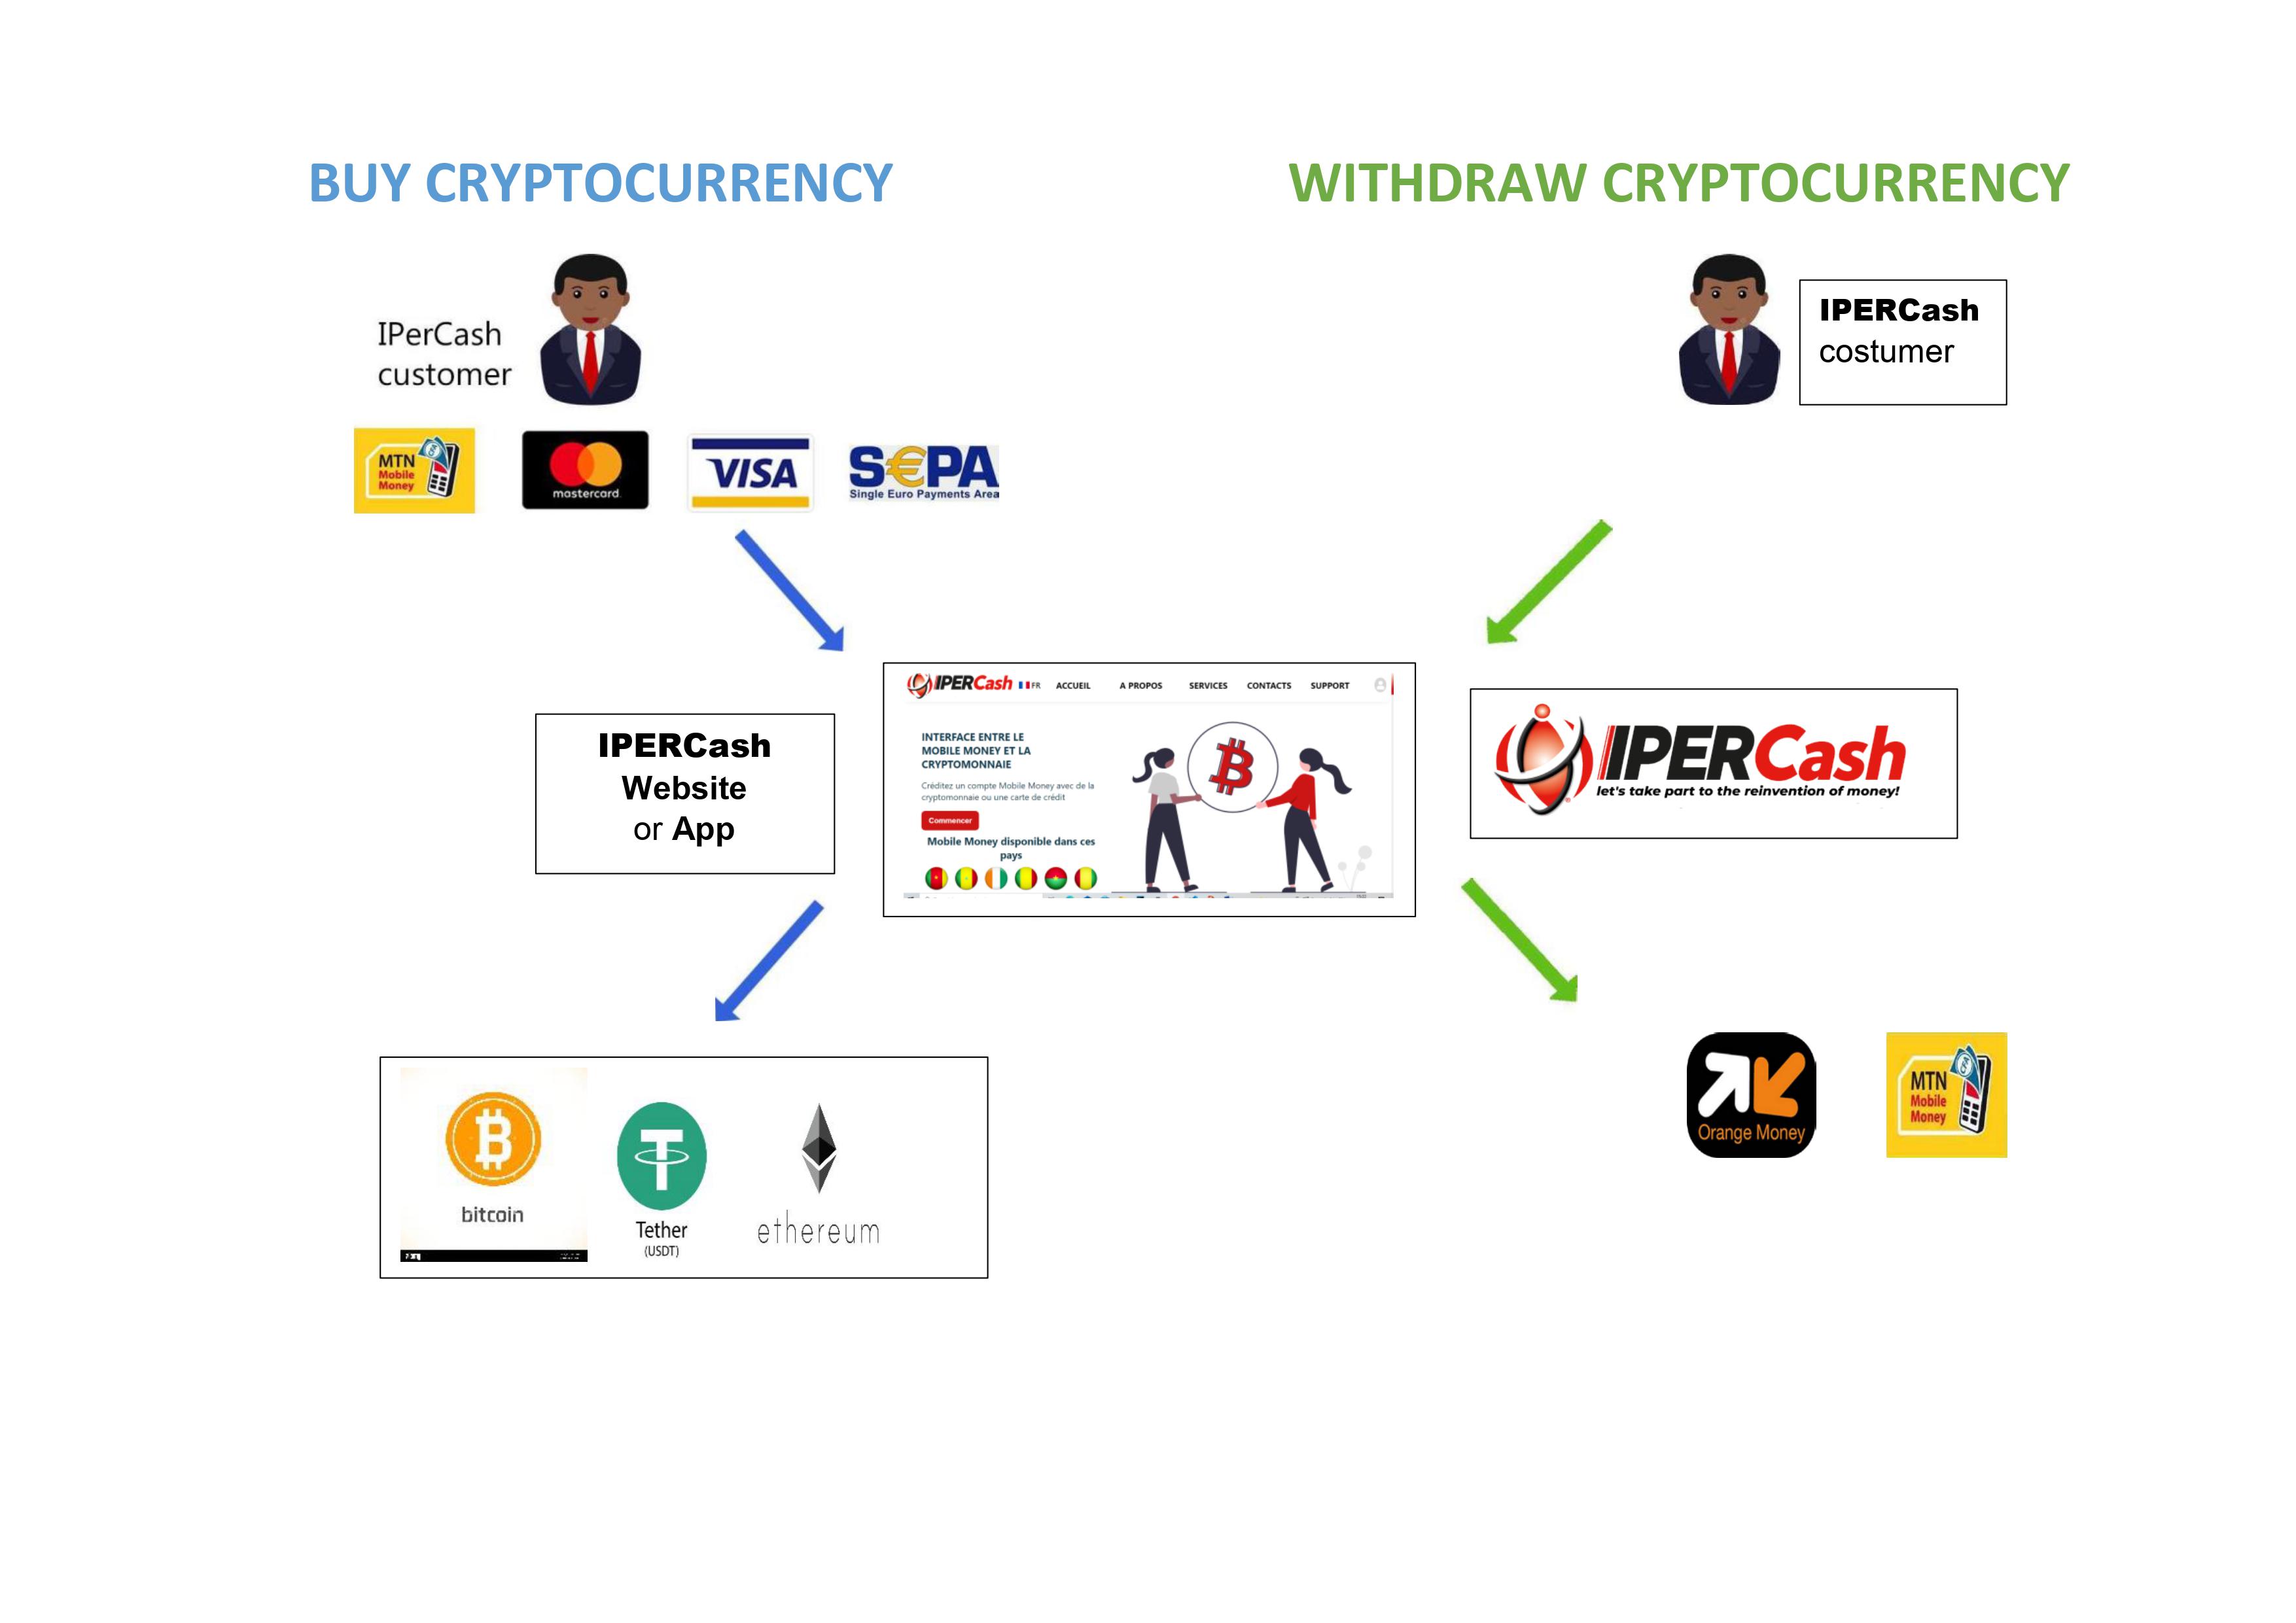 BUY CRYPTOCURRENCY
WITHDRAW CRYPTOCURRENCY
IPerCash
customer
IPERCash
costumer
MTN
Mobile
Money
mastercard
VISA
S€PA
Single Euro Payments Area
IPERCash
Website
or App
IPERCash FR ACCUEIL A PROPOS SERVICES CONTACTS SUPPORT
INTERFACE ENTRE LE
MOBILE MONEY ET LA
CRYPTOMONNAIE
Créditez un compte Mobile Money avec de la
cryptomonnaie ou une carte de crédit
Commencer
Mobile Money disponible dans ces
pays
IPERCash
let's take part to the reinvention of money!
bitcoin
Tether
(USDT)
ethereum
Orange Money
MTN
Mobile
Money